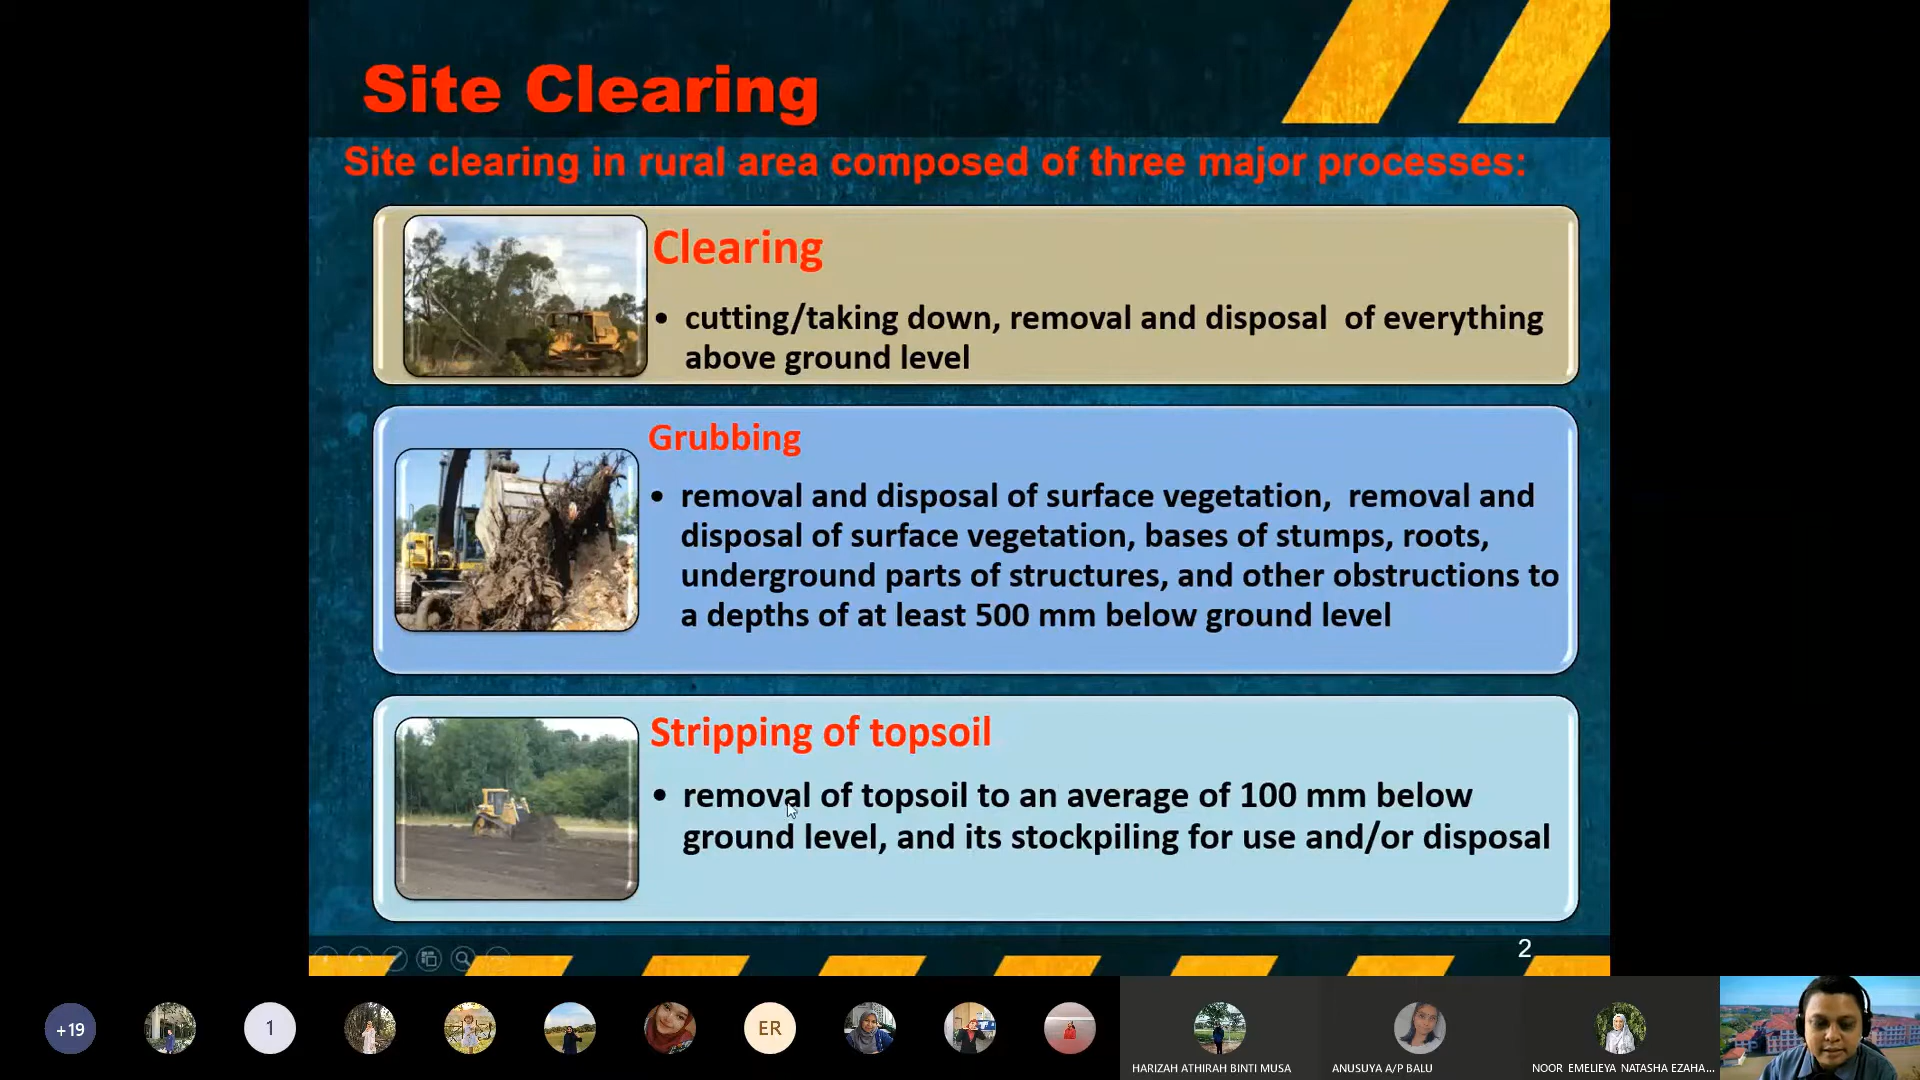 Site Clearing
Site clearing in rural area composed of three major processes:
Clearing
• cutting/taking down, removal and disposal of everything
above ground level
Grubbing
• removal and disposal of surface vegetation, removal and
disposal of surface vegetation, bases of stumps, roots,
underground parts of structures, and other obstructions to
a depths of at least 500 mm below ground level
Stripping of topsoil
• removal of topsoil to an average of 100 mm below
ground level, and its stockpiling for use and/or disposal
2
+19
1
ER
HARIZAH ATHIRAH BINTI MUSA
ANUSUYA A/P BALU
NOOR EMELIEYA NATASHA EZAHA...